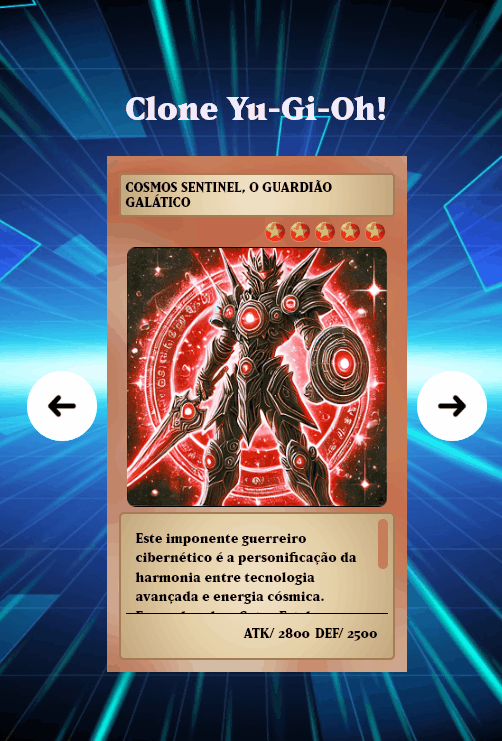 Clone Yu-Gi-Oh!
COSMOS SENTINEL, O GUARDIÃO
GALÁTICO
Este imponente guerreiro
cibernético é a personificação da
harmonia entre tecnologia
avançada e energia cósmica.
ATK/ 2800 DEF/ 2500